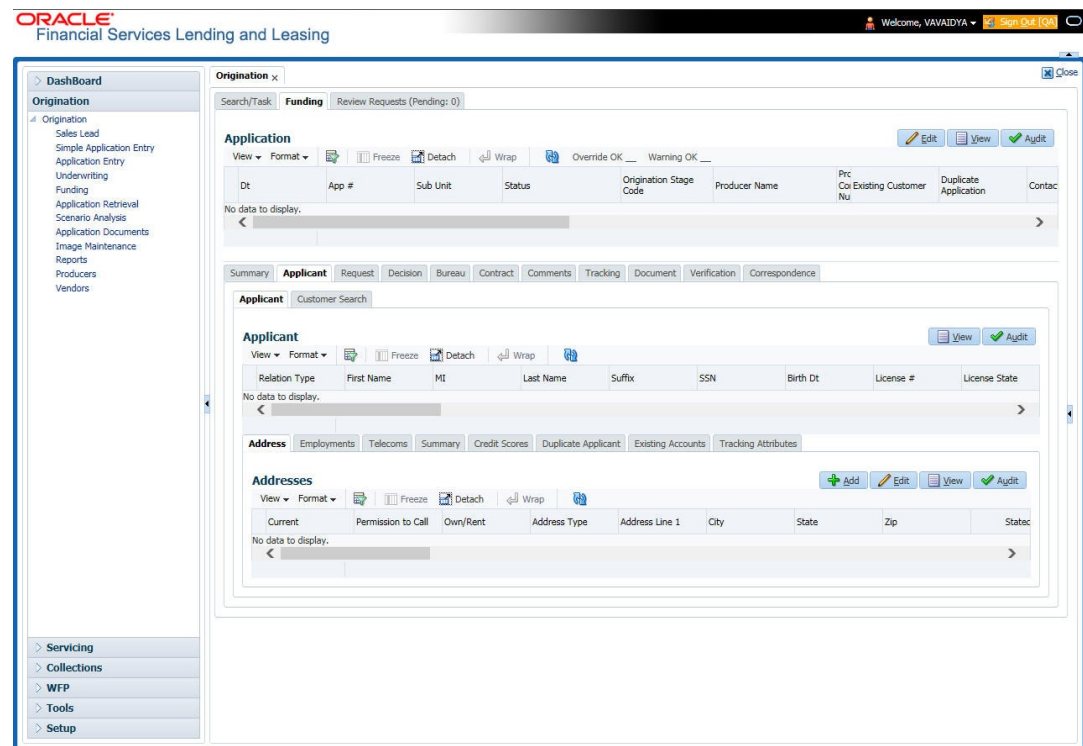 ORACLE
Financial Services Lending and Leasing
Welcome, VAVAIDYA
Sign Out [QA]
Close
DashBoard
Origination
Origination
Sales Lead
Simple Application Entry
Application Entry
Underwriting
Funding
Application Retrieval
Scenario Analysis
Application Documents
Image Maintenance
Reports
Producers
Vendors
Servicing
Collections
WFP
Tools
Setup
Origination
Search/Task Funding Review Requests (Pending: 0)
Application
Edit View Audit
View Format Freeze Detach Wrap Override OK __ Warning OK __
Dt App # Sub Unit Status Origination Stage Code Producer Name Prc Coi Nu Existing Customer Duplicate Application Contac
No data to display.
Summary Applicant Request Decision Bureau Contract Comments Tracking Document Verification Correspondence
Applicant Customer Search
Applicant
View Audit
View Format Freeze Detach Wrap
Relation Type First Name MI Last Name Suffix SSN Birth Dt License # License State
No data to display.
Address Employments Telecoms Summary Credit Scores Duplicate Applicant Existing Accounts Tracking Attributes
Addresses
Add Edit View Audit
View Format Freeze Detach Wrap
Current Permission to Call Own/Rent Address Type Address Line 1 City State Zip Stated
No data to display.